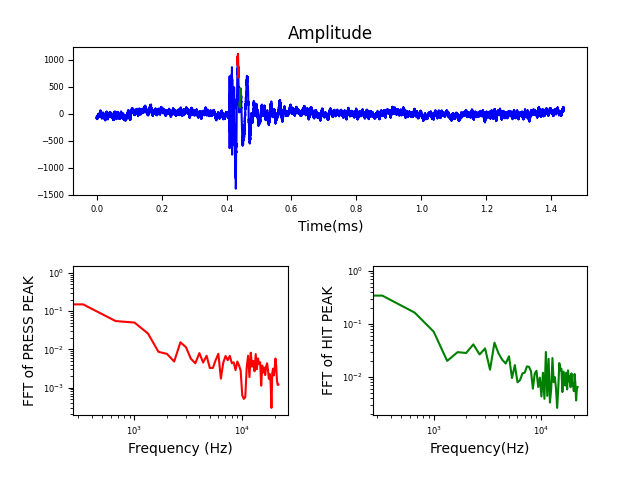 Amplitude
1000
500
0
−500
−1000
−1500
0.0 0.2 0.4 0.6 0.8 1.0 1.2 1.4
Time(ms)
FFT of PRESS PEAK
10⁰
10⁻¹
10⁻²
10⁻³
10³ 10⁴
Frequency (Hz)
FFT of HIT PEAK
10⁰
10⁻¹
10⁻²
10³ 10⁴
Frequency(Hz)